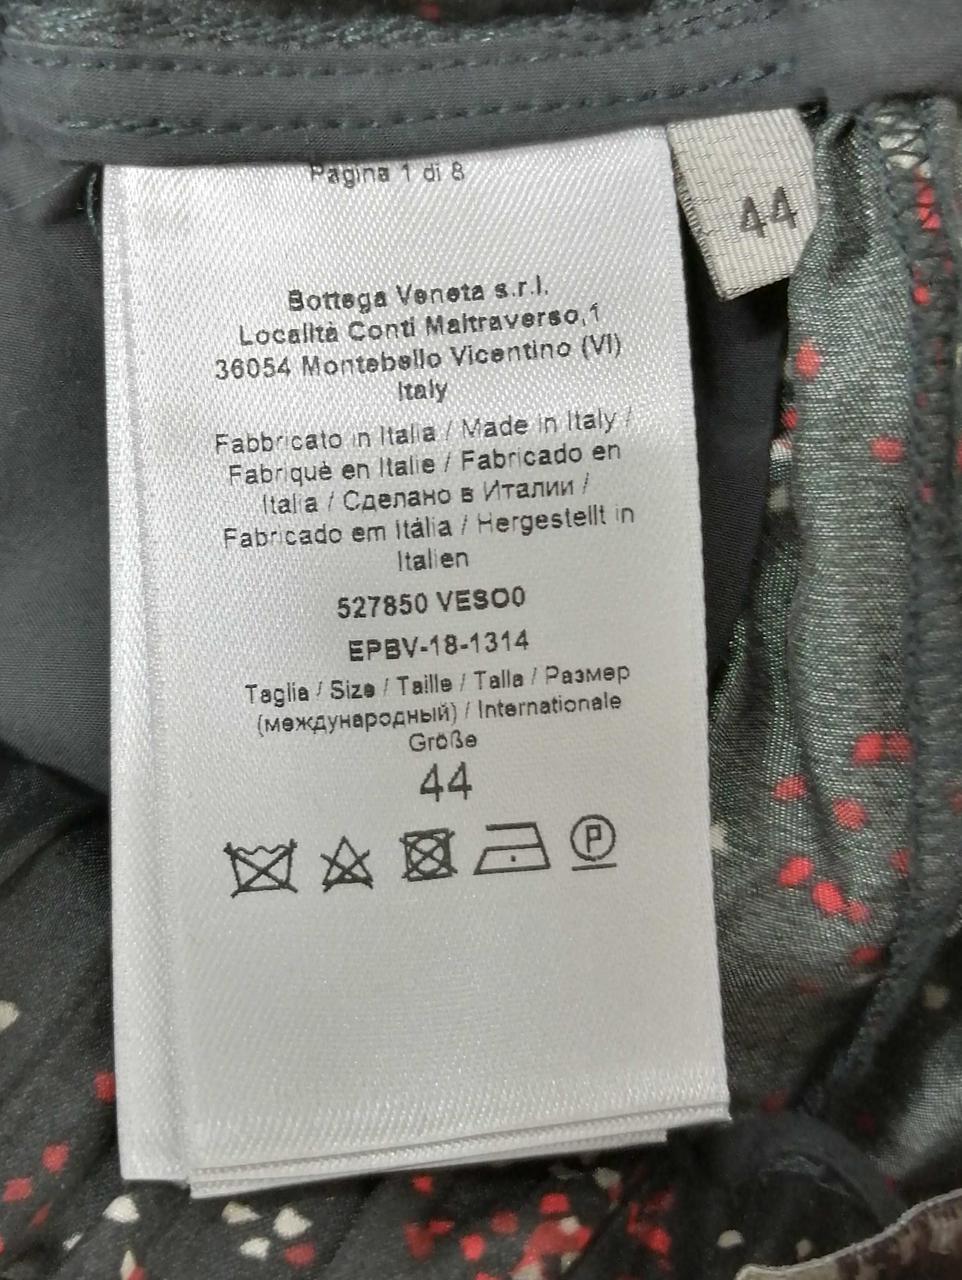 Pagina 1 di 8
44
Bottega Veneta s.r.l.
Località Conti Maltraverso,1
36054 Montebello Vicentino (VI)
Italy
Fabbricato in Italia / Made in Italy /
Fabriquè en Italie / Fabricado en
Italia / Сделано в Италии /
Fabricado em Itália / Hergestellt in
Italien
527850 VESO0
EPBV-18-1314
Taglia / Size / Taille / Talla / Размер
(международный) / Internationale
Größe
44
P